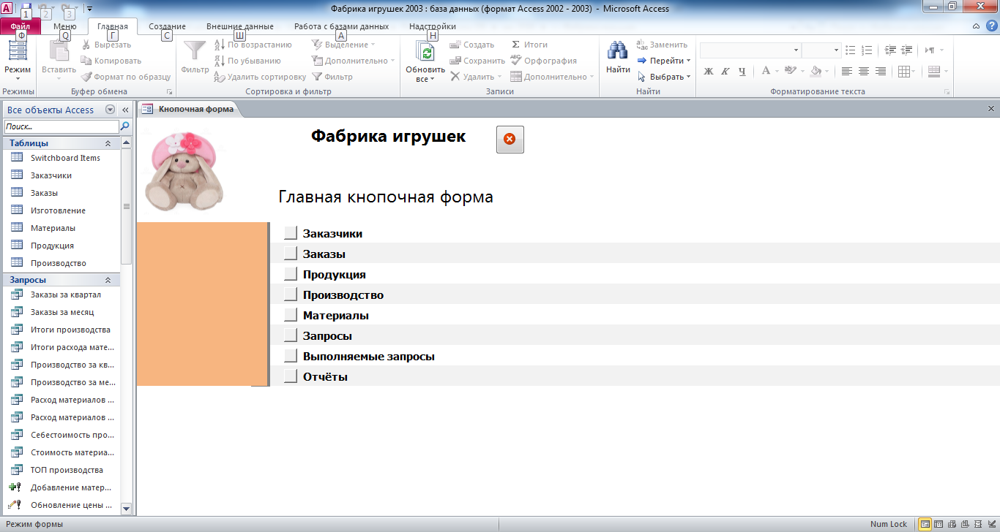 Фабрика игрушек 2003 : база данных (формат Access 2002 - 2003) - Microsoft Access
1 2 3
Файл Меню Главная Создание Внешние данные Работа с базами данных Надстройки
Ф Q Г С Ш А Н
Режим
Режимы
Вставить
Вырезать
Копировать
Формат по образцу
Буфер обмена
Фильтр
По возрастанию
По убыванию
Удалить сортировку
Выделение
Дополнительно
Фильтр
Сортировка и фильтр
Обновить
все
Создать
Сохранить
Удалить
Итоги
Орфография
Дополнительно
Записи
Найти
Заменить
Перейти
Выбрать
Найти
Ж К Ч А ab
Форматирование текста
Все объекты Access
Поиск...
Таблицы
Switchboard Items
Заказчики
Заказы
Изготовление
Материалы
Продукция
Производство
Запросы
Заказы за квартал
Заказы за месяц
Итоги производства
Итоги расхода мате...
Производство за кв...
Производство за ме...
Расход материалов ...
Расход материалов ...
Себестоимость про...
Стоимость материа...
ТОП производства
Добавление матер...
Обновление цены ...
Кнопочная форма
Фабрика игрушек
Главная кнопочная форма
Заказчики
Заказы
Продукция
Производство
Материалы
Запросы
Выполняемые запросы
Отчёты
Режим формы
Num Lock